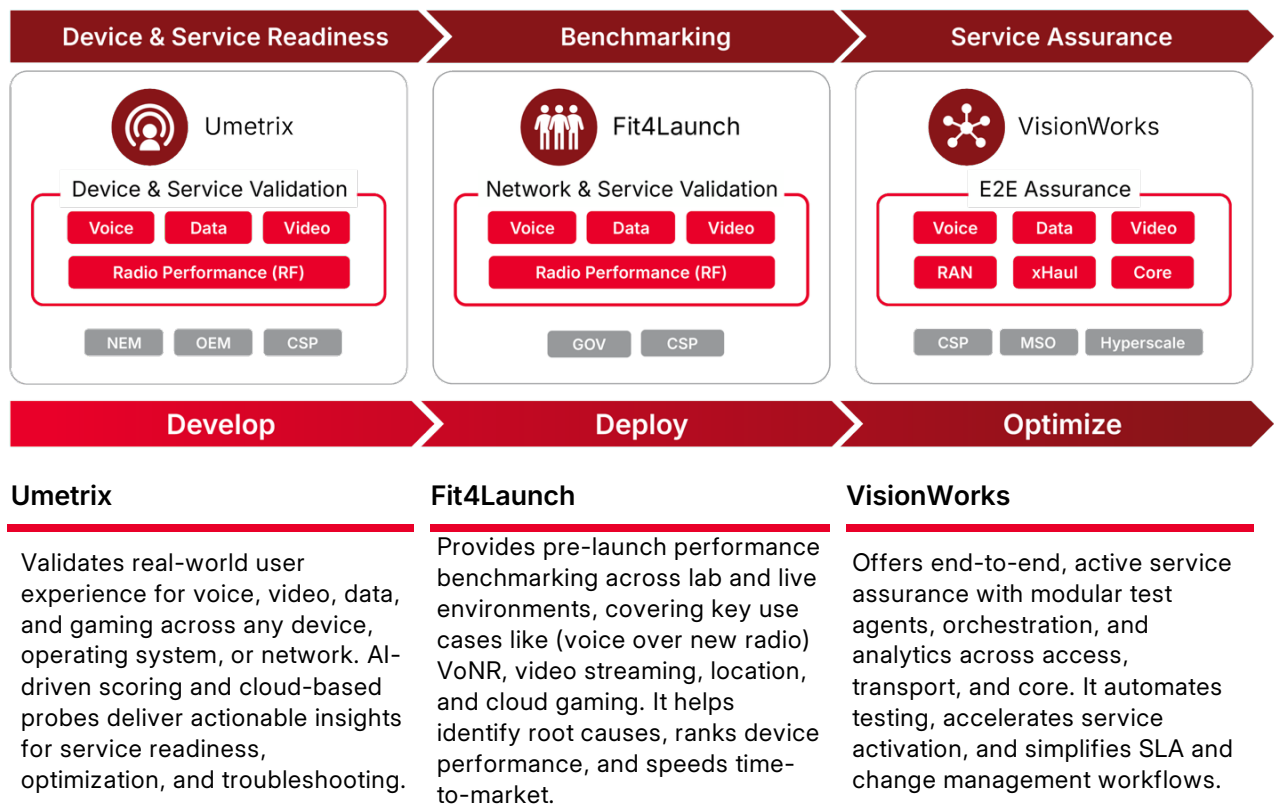 Device & Service Readiness
Benchmarking
Service Assurance
Umetrix
Device & Service Validation
Voice
Data
Video
Radio Performance (RF)
NEM
OEM
CSP
Fit4Launch
Network & Service Validation
Voice
Data
Video
Radio Performance (RF)
GOV
CSP
VisionWorks
E2E Assurance
Voice
Data
Video
RAN
xHaul
Core
CSP
MSO
Hyperscale
Develop
Deploy
Optimize
Umetrix
Validates real-world user
experience for voice, video, data,
and gaming across any device,
operating system, or network. AI-
driven scoring and cloud-based
probes deliver actionable insights
for service readiness,
optimization, and troubleshooting.
Fit4Launch
Provides pre-launch performance
benchmarking across lab and live
environments, covering key use
cases like (voice over new radio)
VoNR, video streaming, location,
and cloud gaming. It helps
identify root causes, ranks device
performance, and speeds time-
to-market.
VisionWorks
Offers end-to-end, active service
assurance with modular test
agents, orchestration, and
analytics across access,
transport, and core. It automates
testing, accelerates service
activation, and simplifies SLA and
change management workflows.